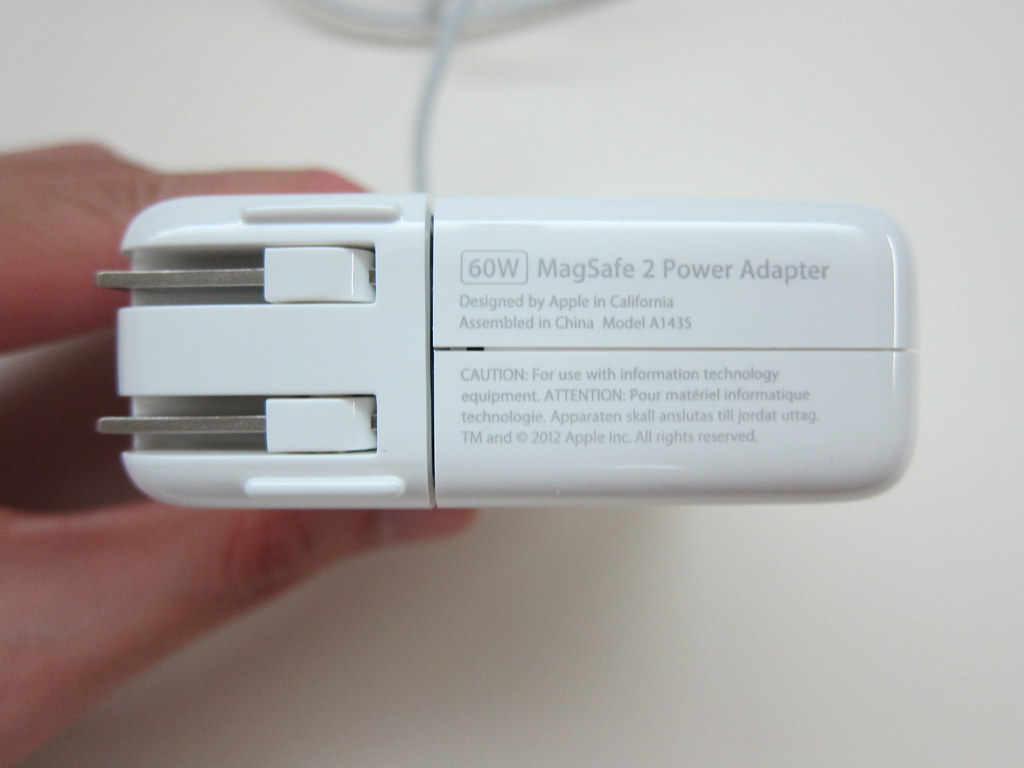 60W MagSafe 2 Power Adapter
Designed by Apple in California
Assembled in China Model A1435
CAUTION: For use with information technology
equipment. ATTENTION: Pour matériel informatique
technologie. Apparaten skall anslutas till jordat uttag.
TM and © 2012 Apple Inc. All rights reserved.